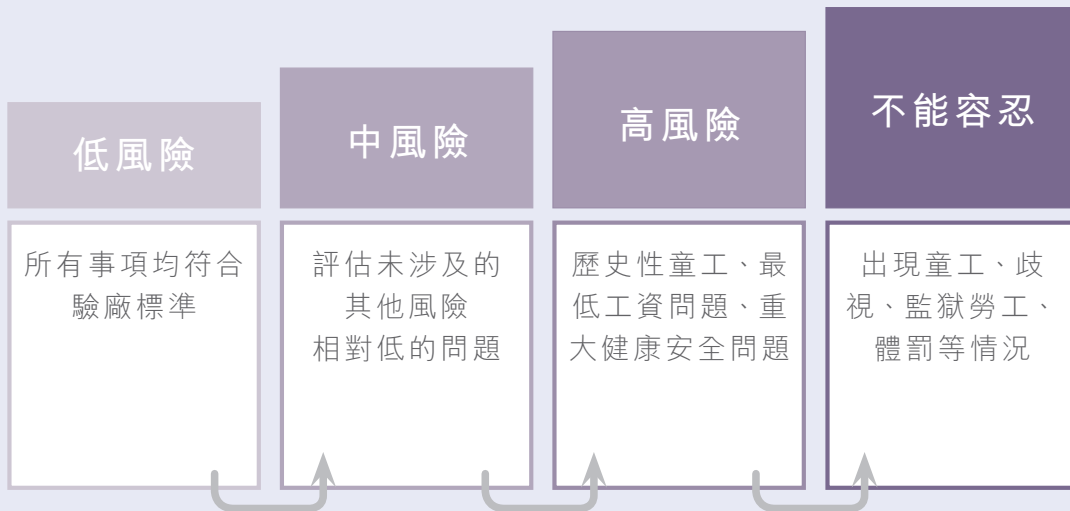 低風險
所有事項均符合
驗廠標準
中風險
評估未涉及的
其他風險
相對低的問題
高風險
歷史性童工、最
低工資問題、重
大健康安全問題
不能容忍
出現童工、歧
視、監獄勞工、
體罰等情況